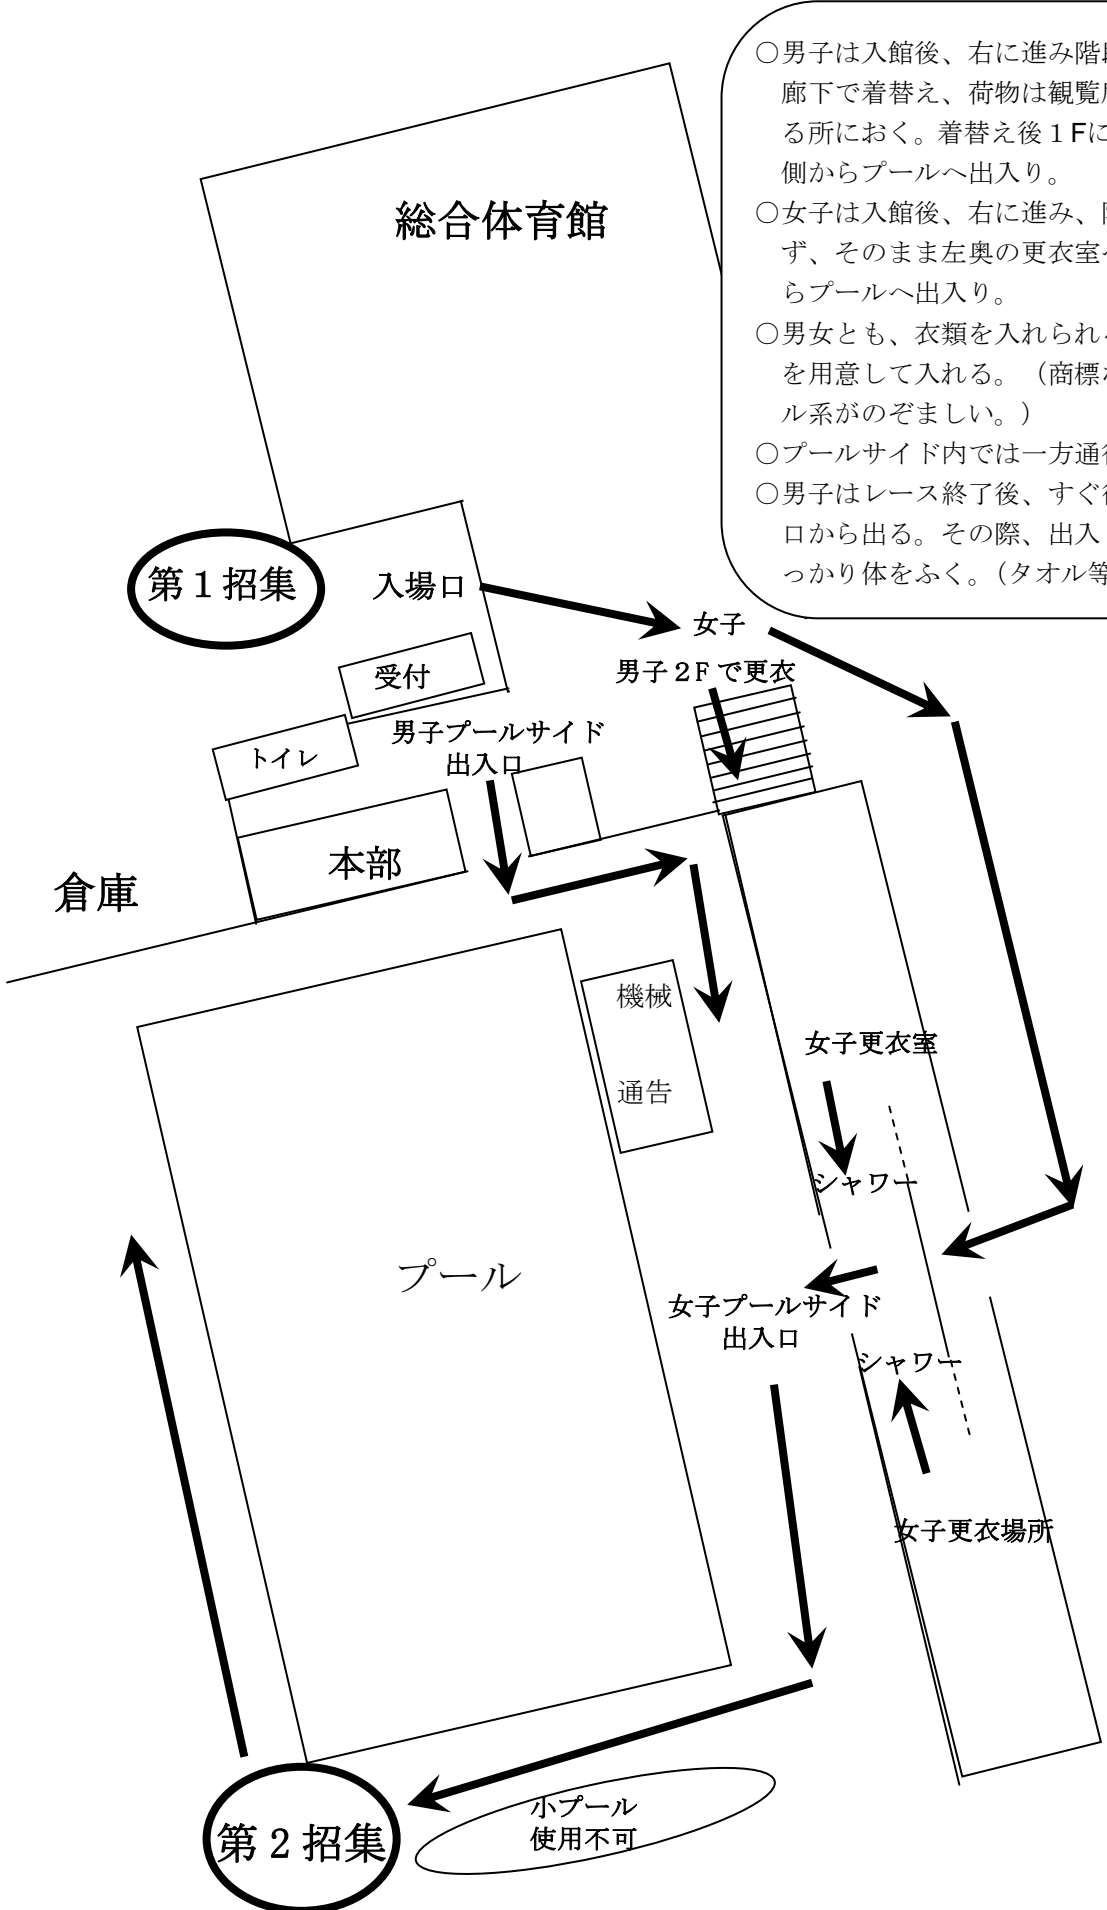 ○男子は入館後、右に進み階
廊下で着替え、荷物は観覧
る所におく。着替え後１Fに
側からプールへ出入り。
○女子は入館後、右に進み、
ず、そのまま左奥の更衣室
らプールへ出入り。
○男女とも、衣類を入れられ
を用意して入れる。（商標
ル系がのぞましい。）
○プールサイド内では一方通
○男子はレース終了後、すぐ
ロから出る。その際、出入
っかり体をふく。（タオル等
総合体育館
第１招集
入場口
女子
受付
男子２Fで更衣
トイレ
男子プールサイド
出入口
本部
倉庫
機械
通告
女子更衣室
シャワー
プール
女子プールサイド
出入口
シャワー
女子更衣場所
小プール
使用不可
第２招集